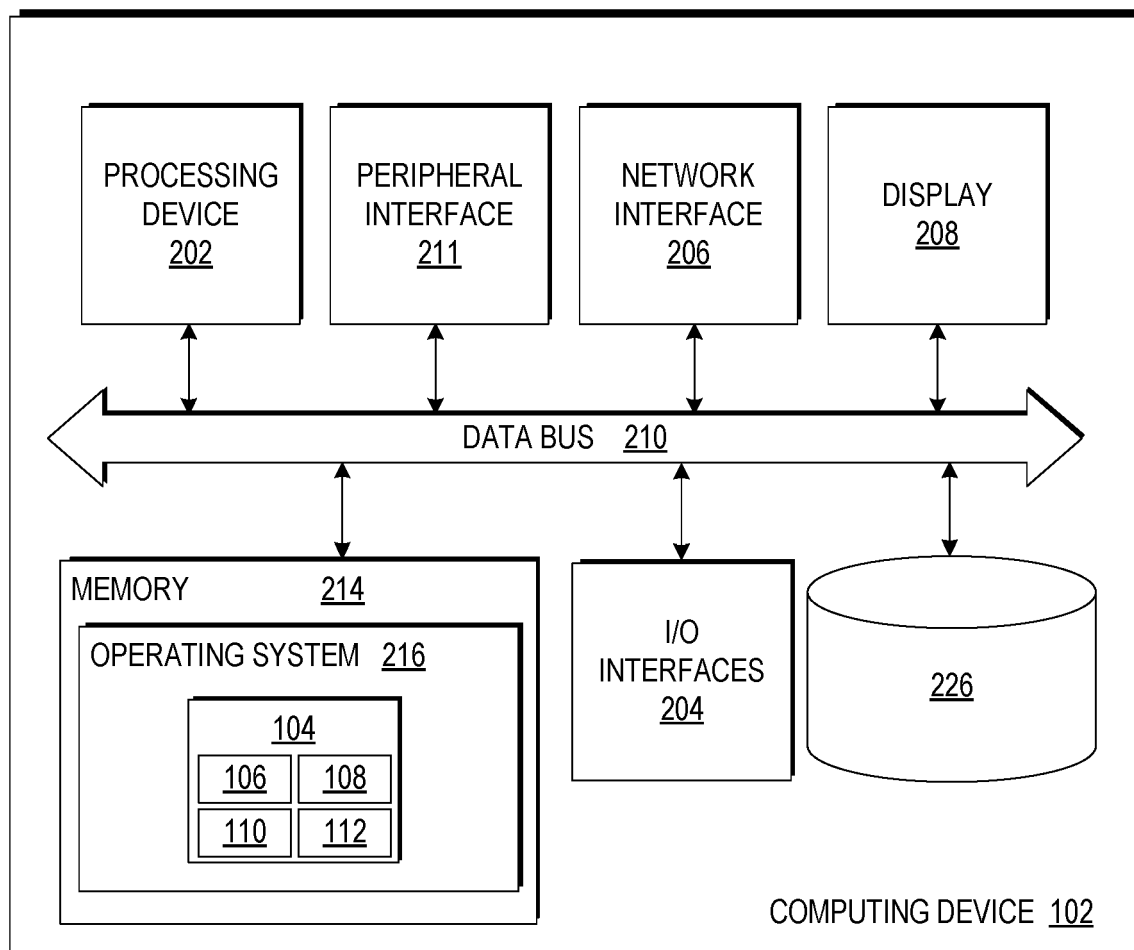 PROCESSING
DEVICE
202
PERIPHERAL
INTERFACE
211
NETWORK
INTERFACE
206
DISPLAY
208
DATA BUS 210
MEMORY 214
OPERATING SYSTEM 216
104
106 108
110 112
I/O
INTERFACES
204
226
COMPUTING DEVICE 102